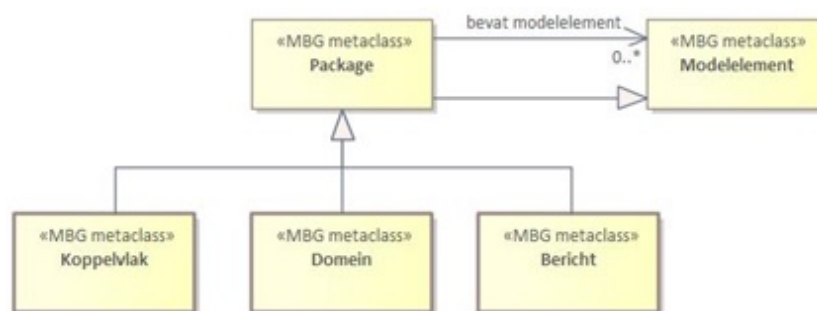 bevat modelelement
«MBG metaclass»
Package
0..*
«MBG metaclass»
Modelelement
«MBG metaclass»
Koppelvlak
«MBG metaclass»
Domein
«MBG metaclass»
Bericht